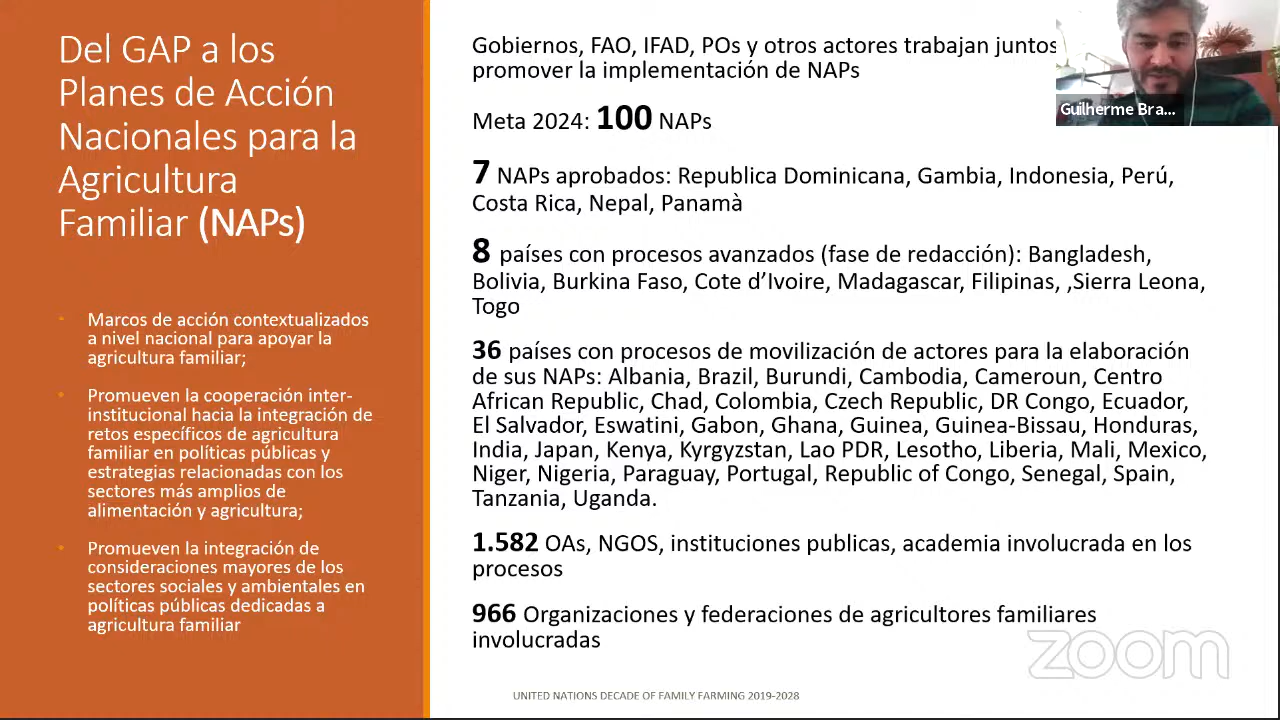 Del GAP a los
Planes de Acción
Nacionales para la
Agricultura
Familiar (NAPs)
Marcos de acción contextualizados
a nivel nacional para apoyar la
agricultura familiar;
Promueven la cooperación inter-
institucional hacia la integración de
retos específicos de agricultura
familiar en políticas públicas y
estrategias relacionadas con los
sectores más amplios de
alimentación y agricultura;
Promueven la integración de
consideraciones mayores de los
sectores sociales y ambientales en
políticas públicas dedicadas a
agricultura familiar
Gobiernos, FAO, IFAD, POs y otros actores trabajan juntos
promover la implementación de NAPs
Meta 2024: 100 NAPs
7 NAPs aprobados: Republica Dominicana, Gambia, Indonesia, Perú,
Costa Rica, Nepal, Panamà
8 países con procesos avanzados (fase de redacción): Bangladesh,
Bolivia, Burkina Faso, Cote d’Ivoire, Madagascar, Filipinas, ,Sierra Leona,
Togo
36 países con procesos de movilización de actores para la elaboración
de sus NAPs: Albania, Brazil, Burundi, Cambodia, Cameroun, Centro
African Republic, Chad, Colombia, Czech Republic, DR Congo, Ecuador,
El Salvador, Eswatini, Gabon, Ghana, Guinea, Guinea-Bissau, Honduras,
India, Japan, Kenya, Kyrgyzstan, Lao PDR, Lesotho, Liberia, Mali, Mexico,
Niger, Nigeria, Paraguay, Portugal, Republic of Congo, Senegal, Spain,
Tanzania, Uganda.
1.582 OAs, NGOS, instituciones publicas, academia involucrada en los
procesos
966 Organizaciones y federaciones de agricultores familiares
involucradas
UNITED NATIONS DECADE OF FAMILY FARMING 2019-2028
Guilherme Bra...
zoom